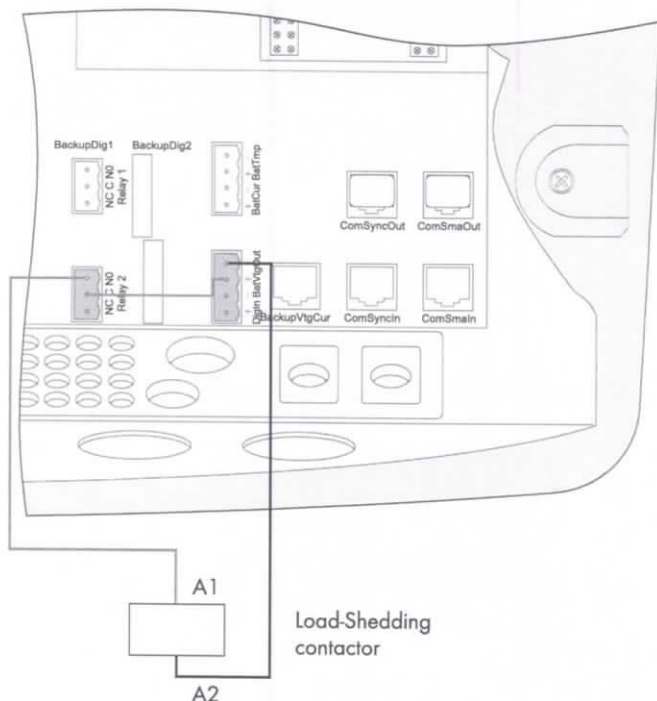 BackupDig1
BackupDig2
NC C NO
Relay 1
BatCur BatTmp
ComSyncOut
ComSmaOut
NC C NO
Relay 2
DigIn BatVtgOut
BackupVtgCur
ComSyncIn
ComSmaIn
A1
Load-Shedding
contactor
A2